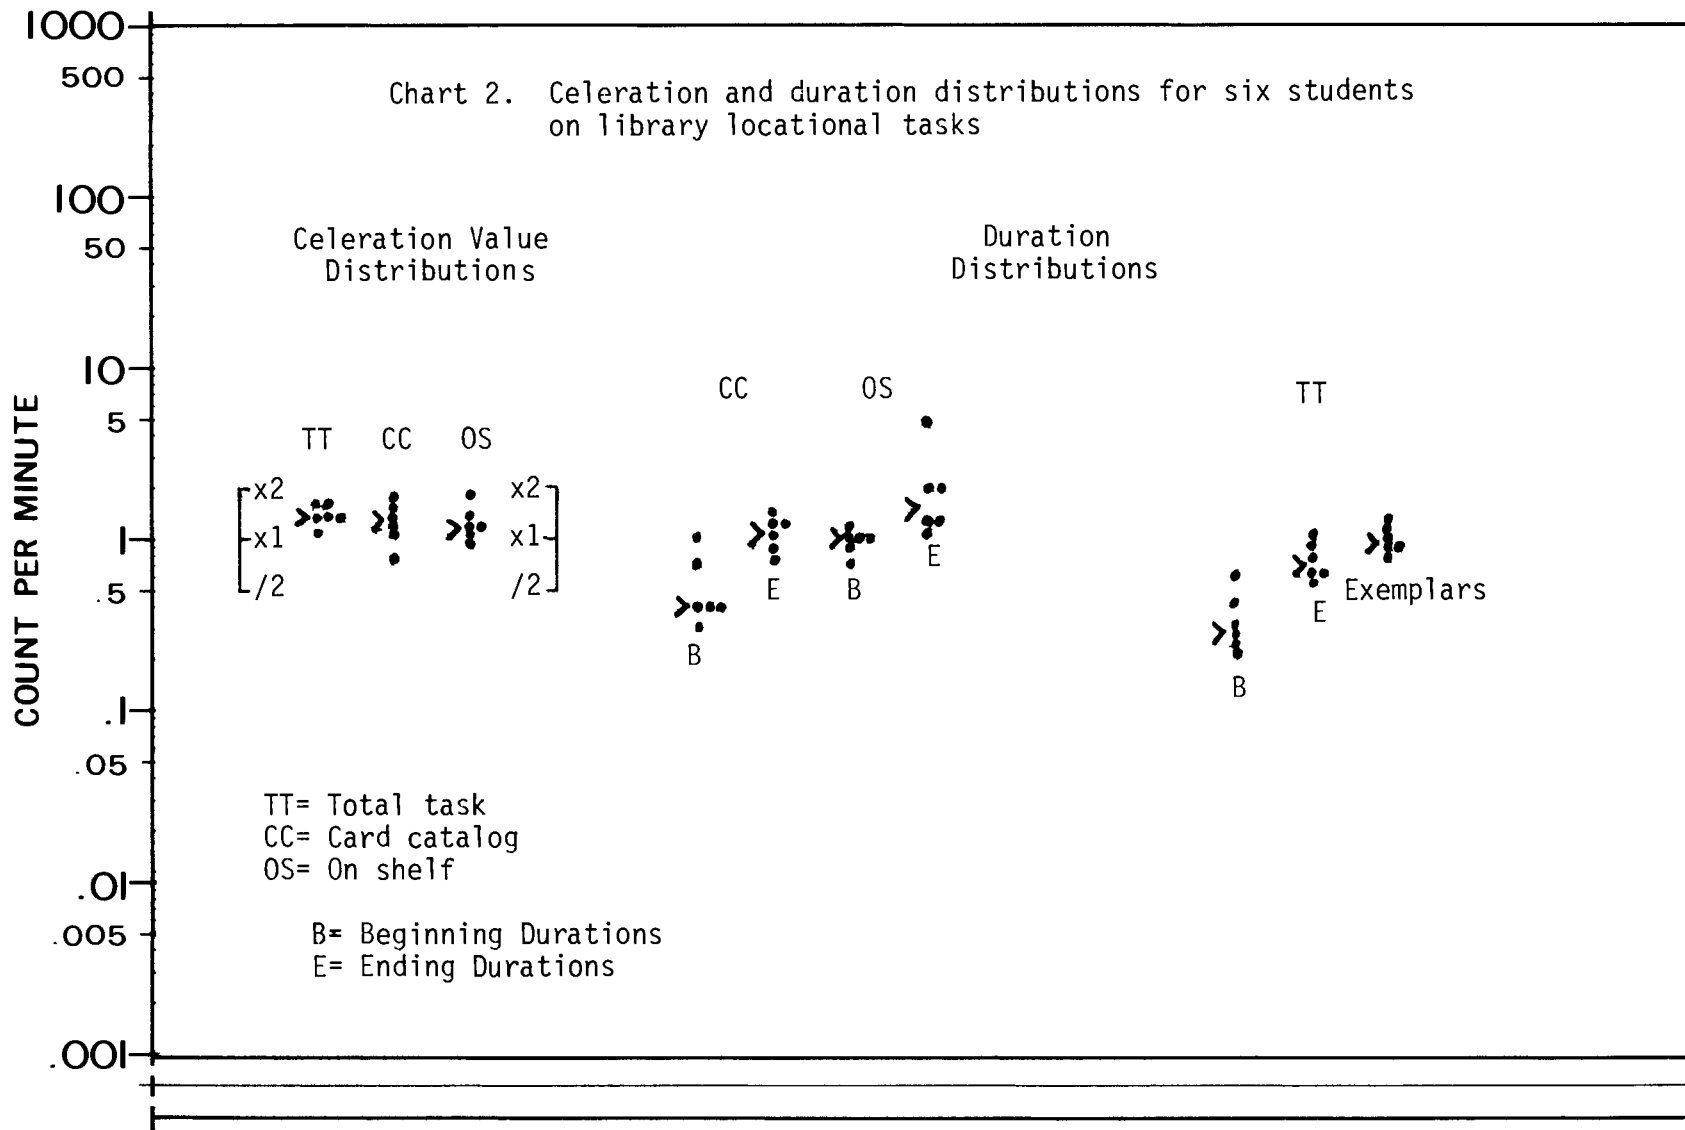 1000
500
Chart 2. Celeration and duration distributions for six students
on library locational tasks
100
50
Celeration Value
Distributions
Duration
Distributions
10
5
CC OS TT
TT CC OS
x2 x2
1 x1 x1
.5 /2 /2
E B E
B
E Exemplars
B
COUNT PER MINUTE
.1
.05
TT= Total task
CC= Card catalog
OS= On shelf
.01
.005
B= Beginning Durations
E= Ending Durations
.001